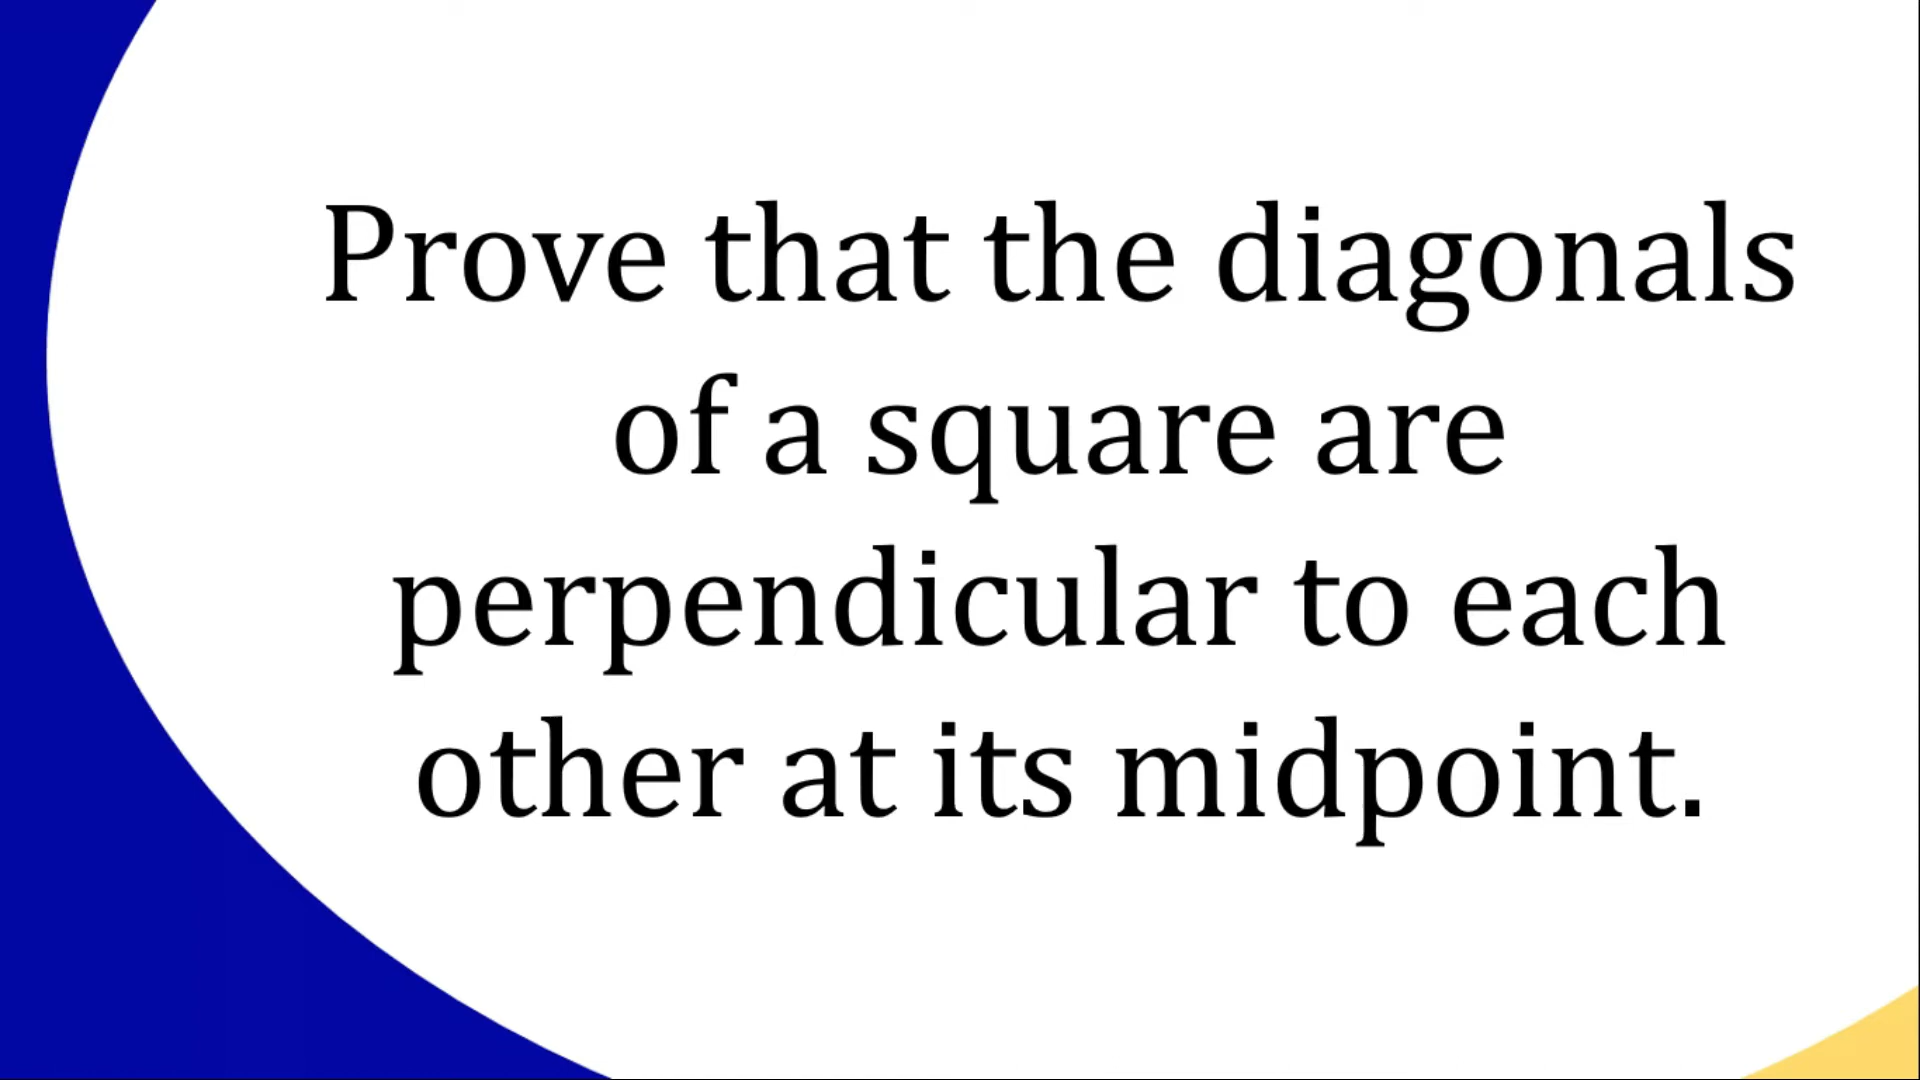 Prove that the diagonals
of a square are
perpendicular to each
other at its midpoint.